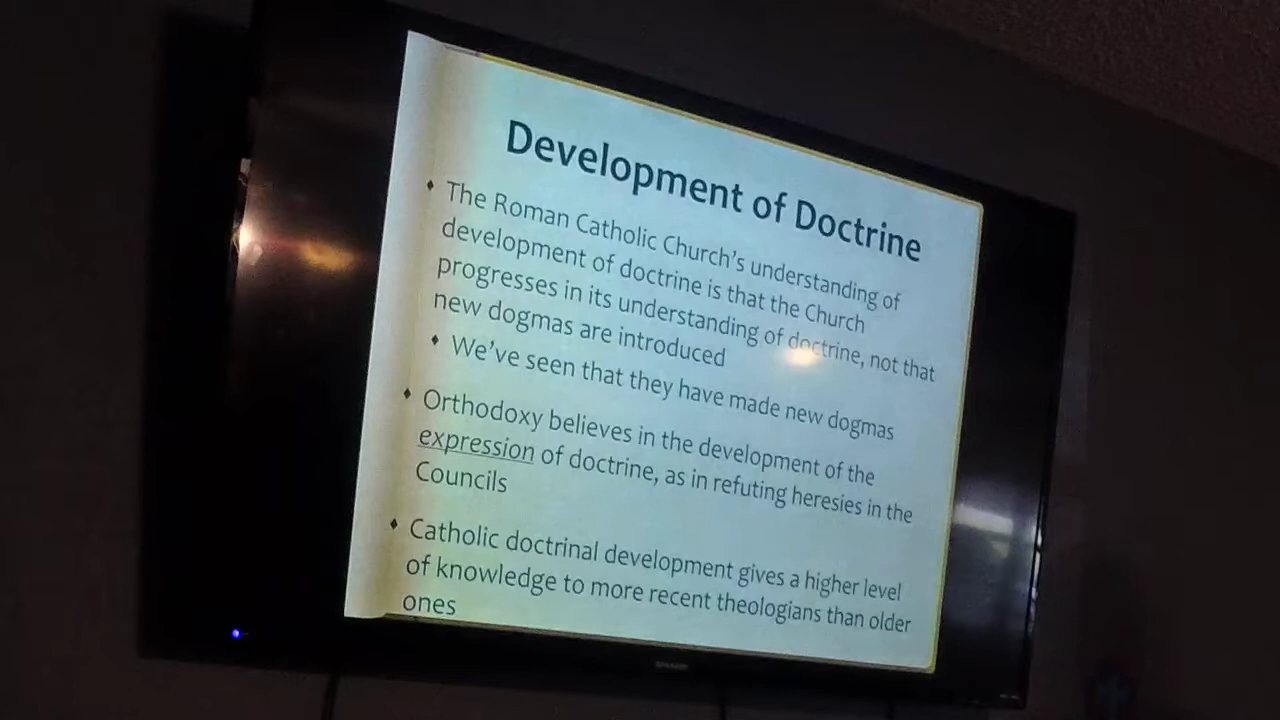 Development of Doctrine
The Roman Catholic Church's understanding of
development of doctrine is that the Church
progresses in its understanding of doctrine, not that
new dogmas are introduced
We've seen that they have made new dogmas
Orthodoxy believes in the development of the
expression of doctrine, as in refuting heresies in the
Councils
Catholic doctrinal development gives a higher level
of knowledge to more recent theologians than older
ones
SHARP